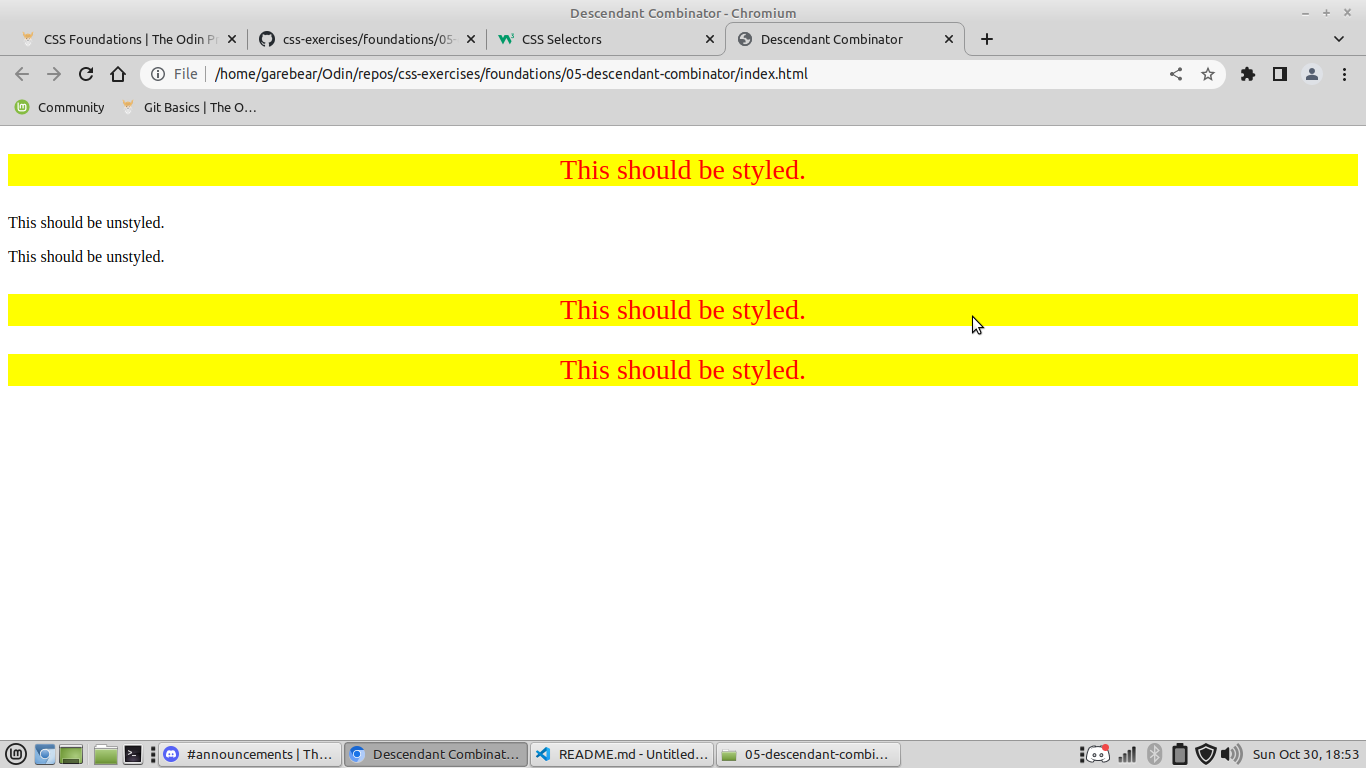 Descendant Combinator - Chromium
CSS Foundations | The Odin Pr
css-exercises/foundations/05-
CSS Selectors
Descendant Combinator
File
/home/garebear/Odin/repos/css-exercises/foundations/05-descendant-combinator/index.html
Community
Git Basics | The O…
This should be styled.
This should be unstyled.
This should be unstyled.
This should be styled.
This should be styled.
#announcements | Th…
Descendant Combinat…
README.md - Untitled…
05-descendant-combi…
Sun Oct 30, 18:53